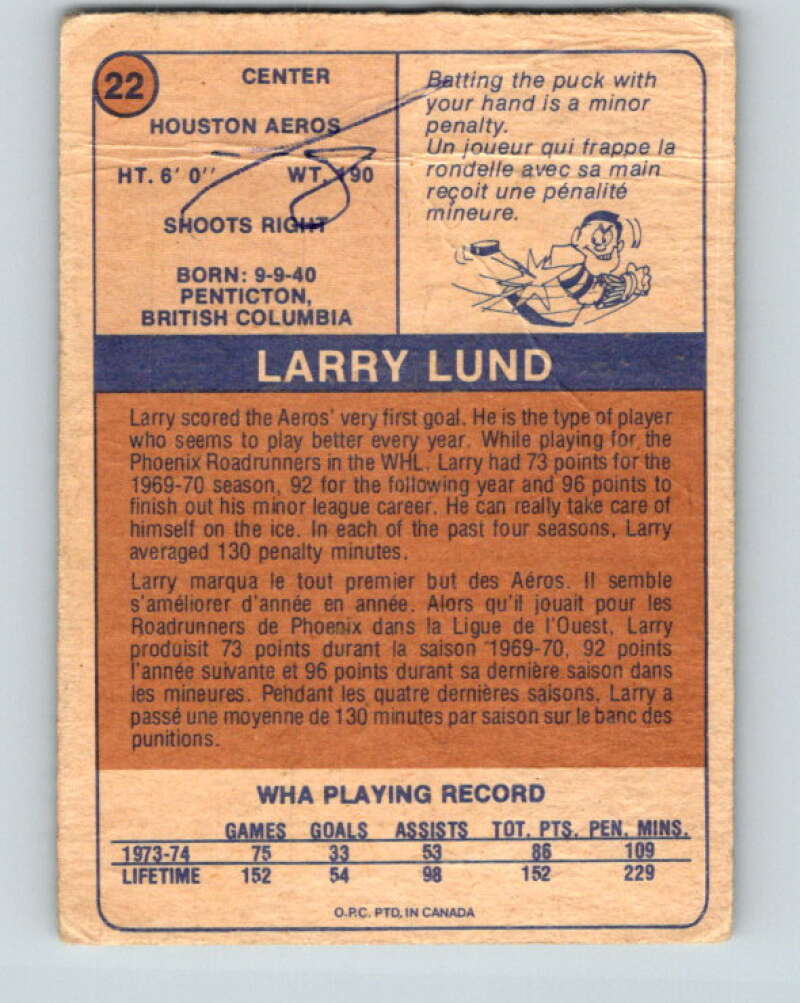 22
CENTER
HOUSTON AEROS
HT. 6' 0" WT. 190
SHOOTS RIGHT
BORN: 9-9-40
PENTICTON,
BRITISH COLUMBIA
Batting the puck with
your hand is a minor
penalty.
Un joueur qui frappe la
rondelle avec sa main
reçoit une pénalité
mineure.
LARRY LUND
Larry scored the Aeros' very first goal. He is the type of player
who seems to play better every year. While playing for the
Phoenix Roadrunners in the WHL, Larry had 73 points for the
1969-70 season, 92 for the following year and 96 points to
finish out his minor league career. He can really take care of
himself on the ice. In each of the past four seasons, Larry
averaged 130 penalty minutes.
Larry marqua le tout premier but des Aéros. Il semble
s'améliorer d'année en année. Alors qu'il jouait pour les
Roadrunners de Phoenix dans la Ligue de l'Ouest, Larry
produisit 73 points durant la saison 1969-70, 92 points
l'année suivante et 96 points durant sa dernière saison dans
les mineures. Pendant les quatre dernières saisons, Larry a
passé une moyenne de 130 minutes par saison sur le banc des
punitions.
WHA PLAYING RECORD
GAMES GOALS ASSISTS TOT. PTS. PEN. MINS.
1973-74 75 33 53 86 109
LIFETIME 152 54 98 152 229
O.P.C. PTD. IN CANADA